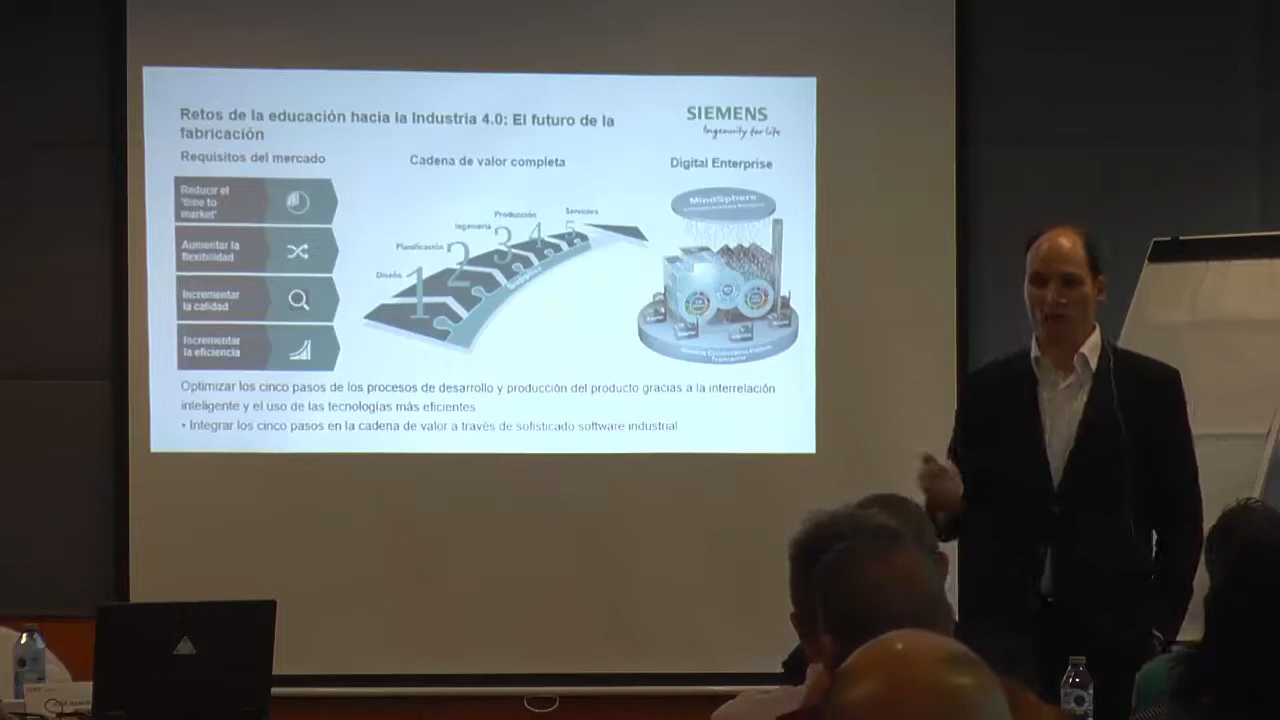 Retos de la educación hacia la Industria 4.0: El futuro de la
fabricación
SIEMENS
Ingenuity for life
Requisitos del mercado
Cadena de valor completa
Digital Enterprise
Reducir el
'time to
market'
Aumentar la
flexibilidad
Incrementar
la calidad
Incrementar
la eficiencia
Diseño
1
Planificación
2
Ingeniería
3
Producción
4
Servicios
5
Supplier
MindSphere
Optimizar los cinco pasos de los procesos de desarrollo y producción del producto gracias a la interrelación
inteligente y el uso de las tecnologías más eficientes
• Integrar los cinco pasos en la cadena de valor a través de sofisticado software industrial